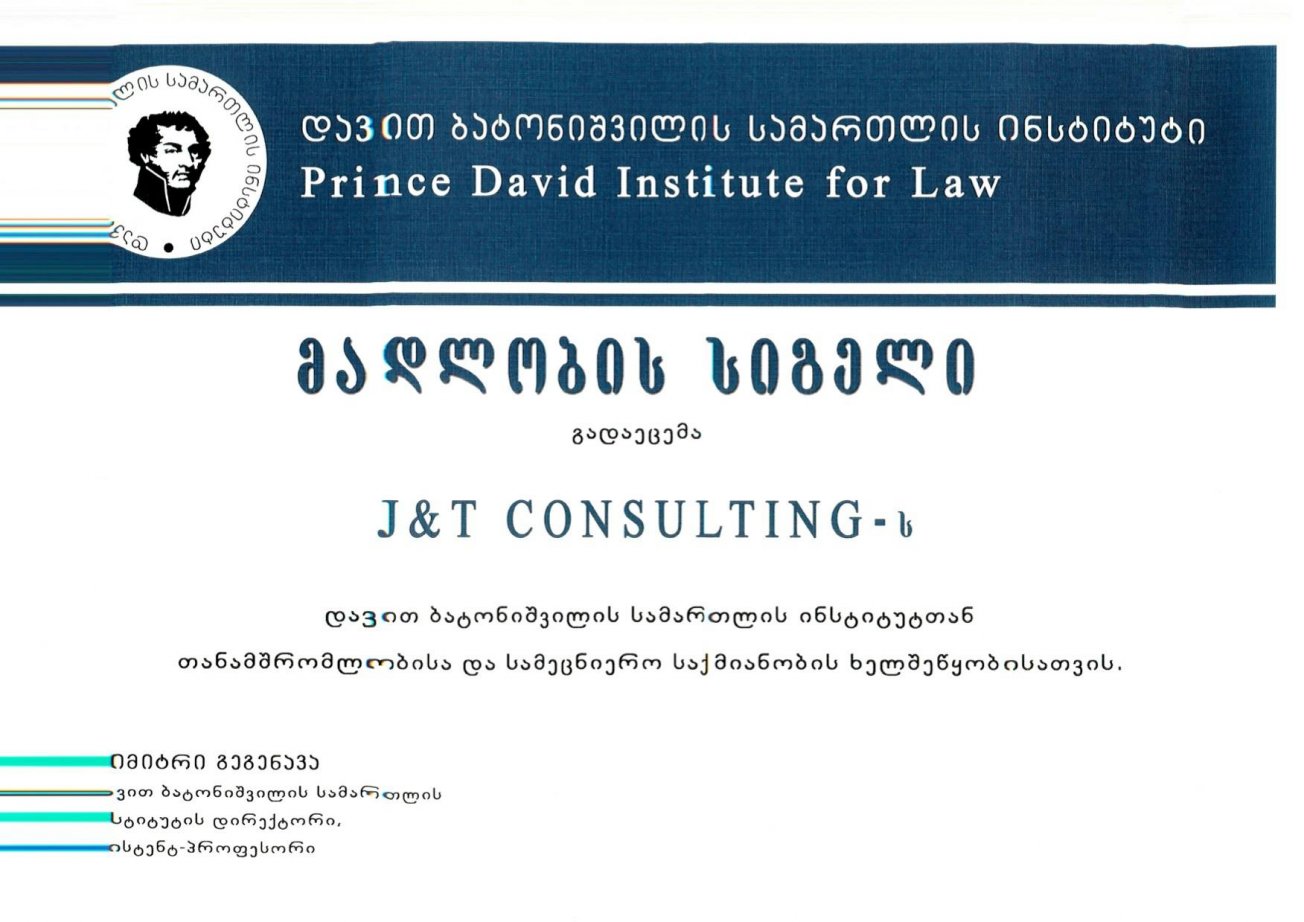 დავით ბატონიშვილის სამართლის ინსტიტუტი
Prince David Institute for Law
მადლობის სიგელი
გადაეცემა
J&T CONSULTING-ს
დავით ბატონიშვილის სამართლის ინსტიტუტთან
თანამშრომლობისა და სამეცნიერო საქმიანობის ხელშეწყობისათვის.
იმიტრი გეგენავა
ვით ბატონიშვილის სამართლის
სტიტუტის დირექტორი,
ისტენტ-პროფესორი